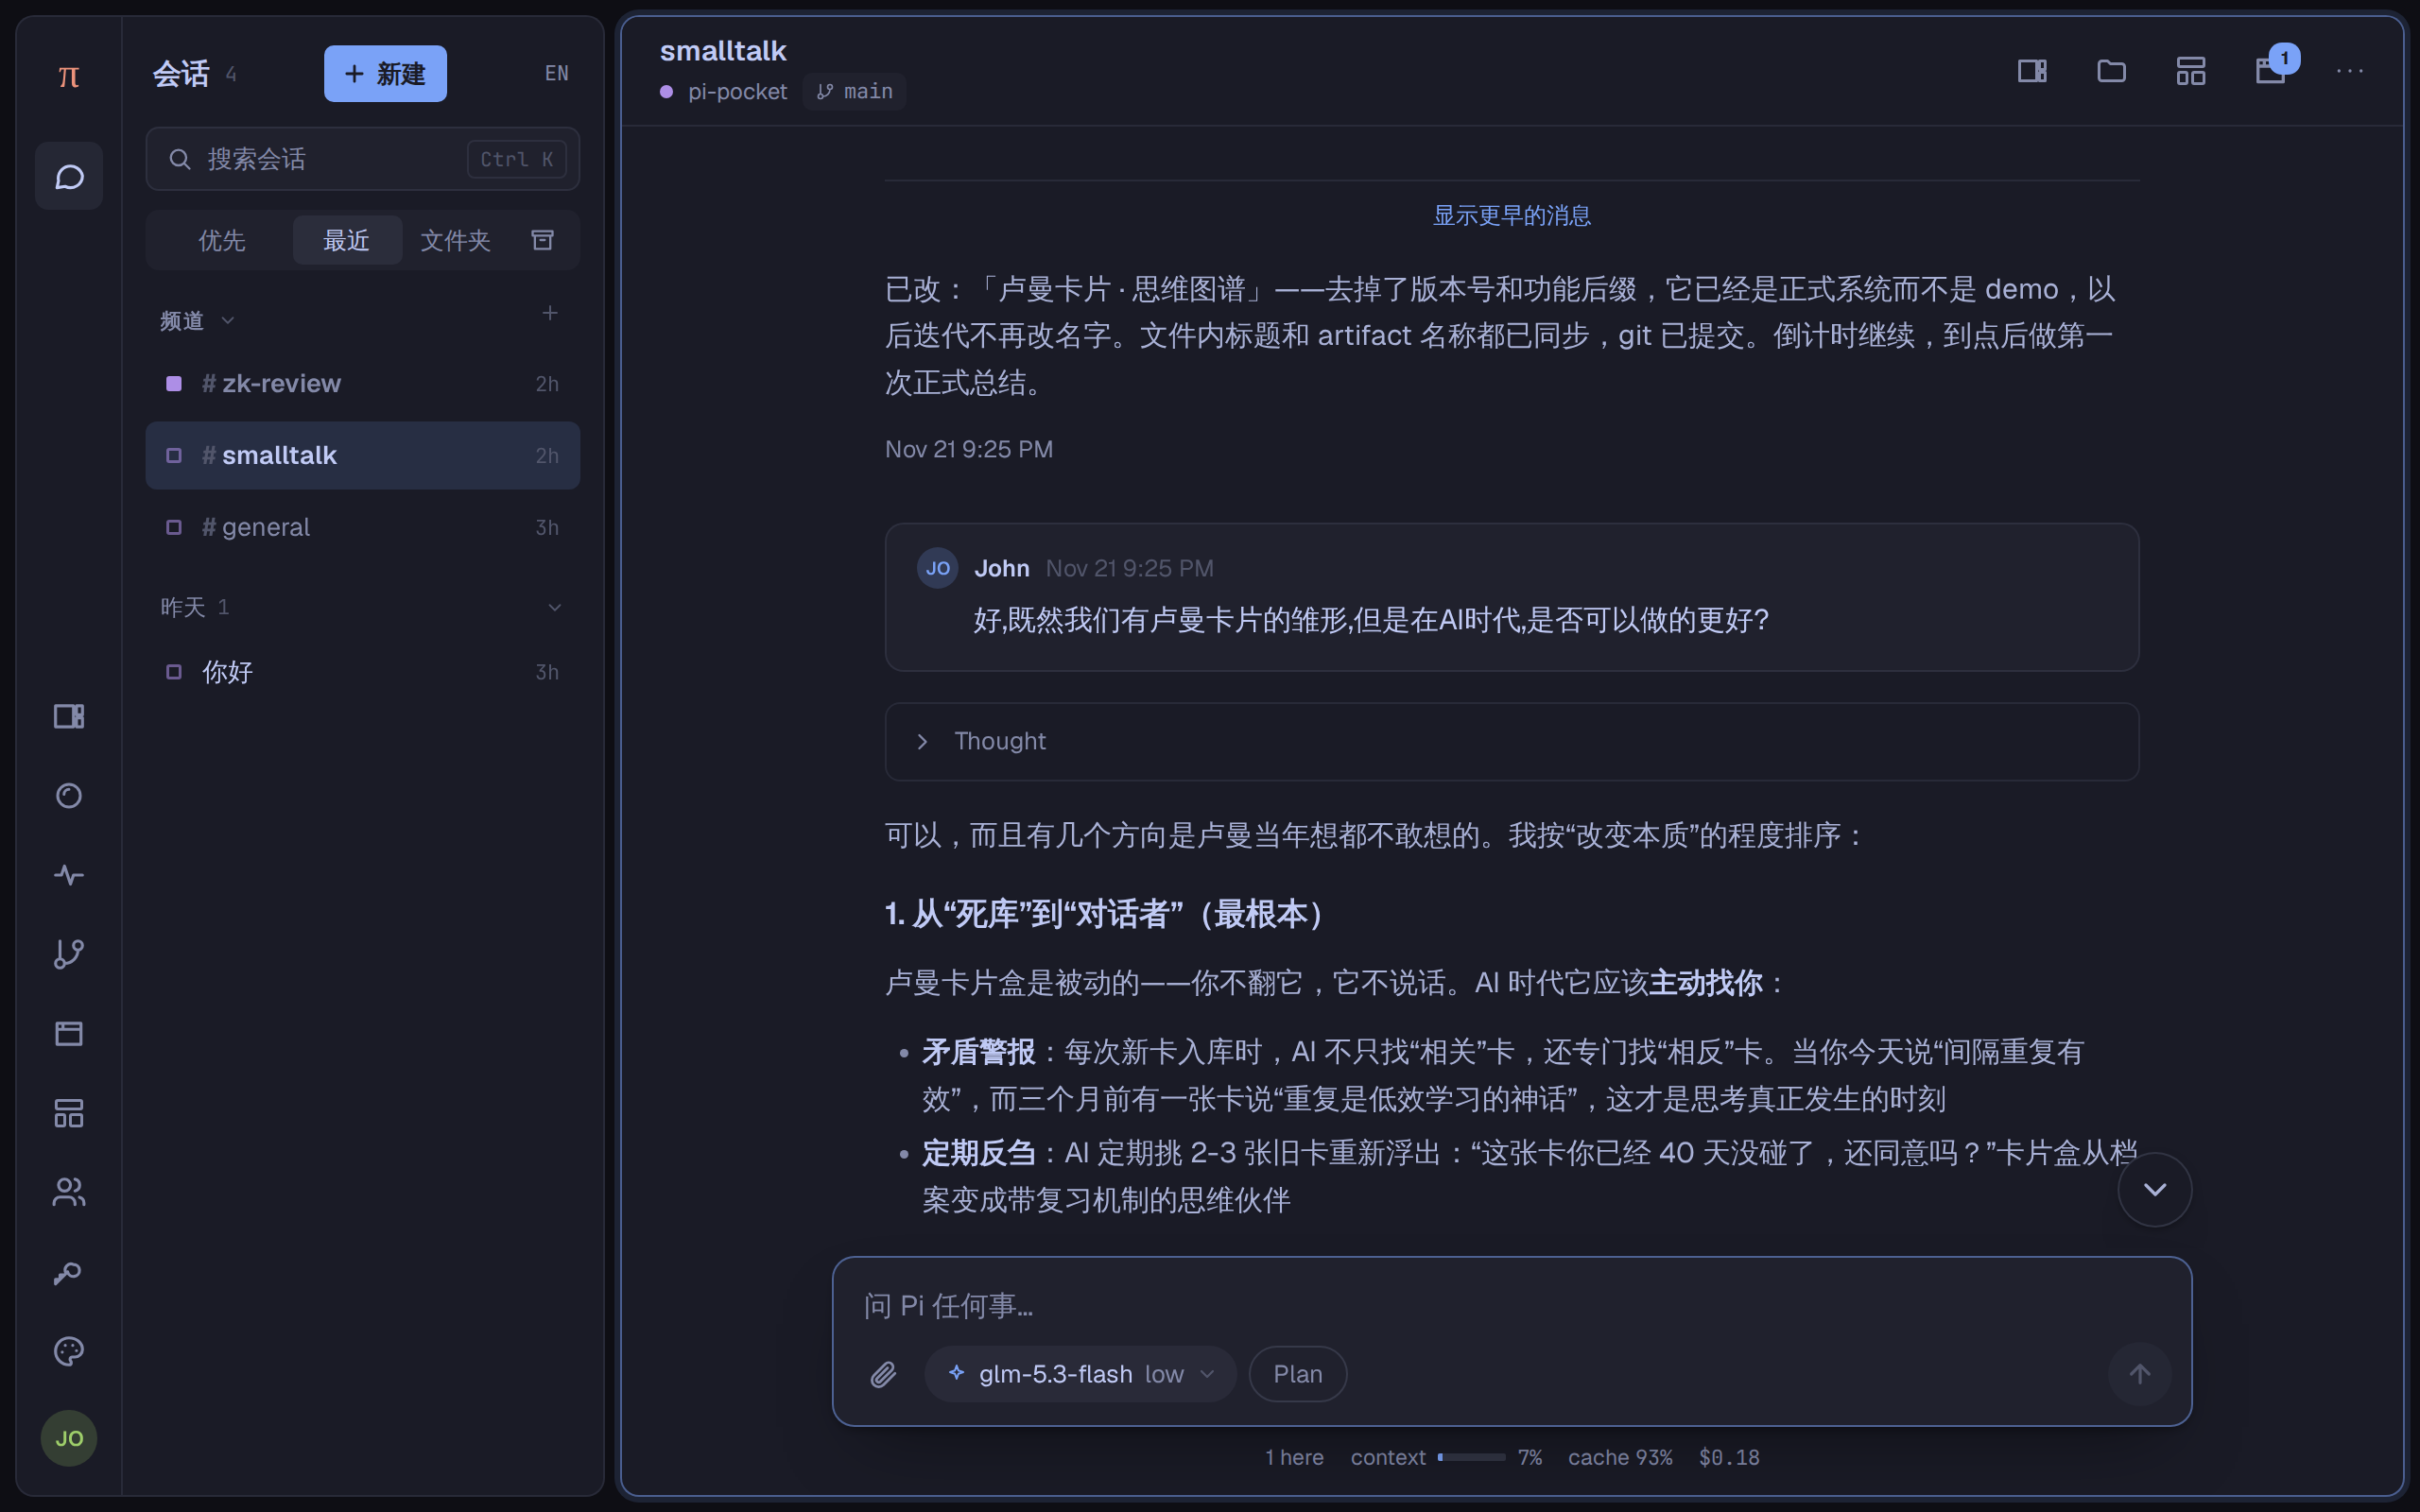 π
会话 4
+ 新建
EN
搜索会话
Ctrl K
优先
最近
文件夹
频道
# zk-review 2h
# smalltalk 2h
# general 3h
昨天 1
你好 3h
JO
smalltalk
pi-pocket
main
1
显示更早的消息
已改：「卢曼卡片 · 思维图谱」——去掉了版本号和功能后缀，它已经是正式系统而不是 demo，以
后迭代不再改名字。文件内标题和 artifact 名称都已同步，git 已提交。倒计时继续，到点后做第一
次正式总结。
Nov 21 9:25 PM
JO John Nov 21 9:25 PM
好,既然我们有卢曼卡片的雏形,但是在AI时代,是否可以做的更好?
Thought
可以，而且有几个方向是卢曼当年想都不敢想的。我按“改变本质”的程度排序：
1. 从“死库”到“对话者”（最根本）
卢曼卡片盒是被动的——你不翻它，它不说话。AI 时代它应该主动找你：
• 矛盾警报：每次新卡入库时，AI 不只找“相关”卡，还专门找“相反”卡。当你今天说“间隔重复有
效”，而三个月前有一张卡说“重复是低效学习的神话”，这才是思考真正发生的时刻
• 定期反刍：AI 定期挑 2-3 张旧卡重新浮出：“这张卡你已经 40 天没碰了，还同意吗？”卡片盒从档
案变成带复习机制的思维伙伴
问 Pi 任何事...
glm-5.3-flash low
Plan
1 here context 7% cache 93% $0.18